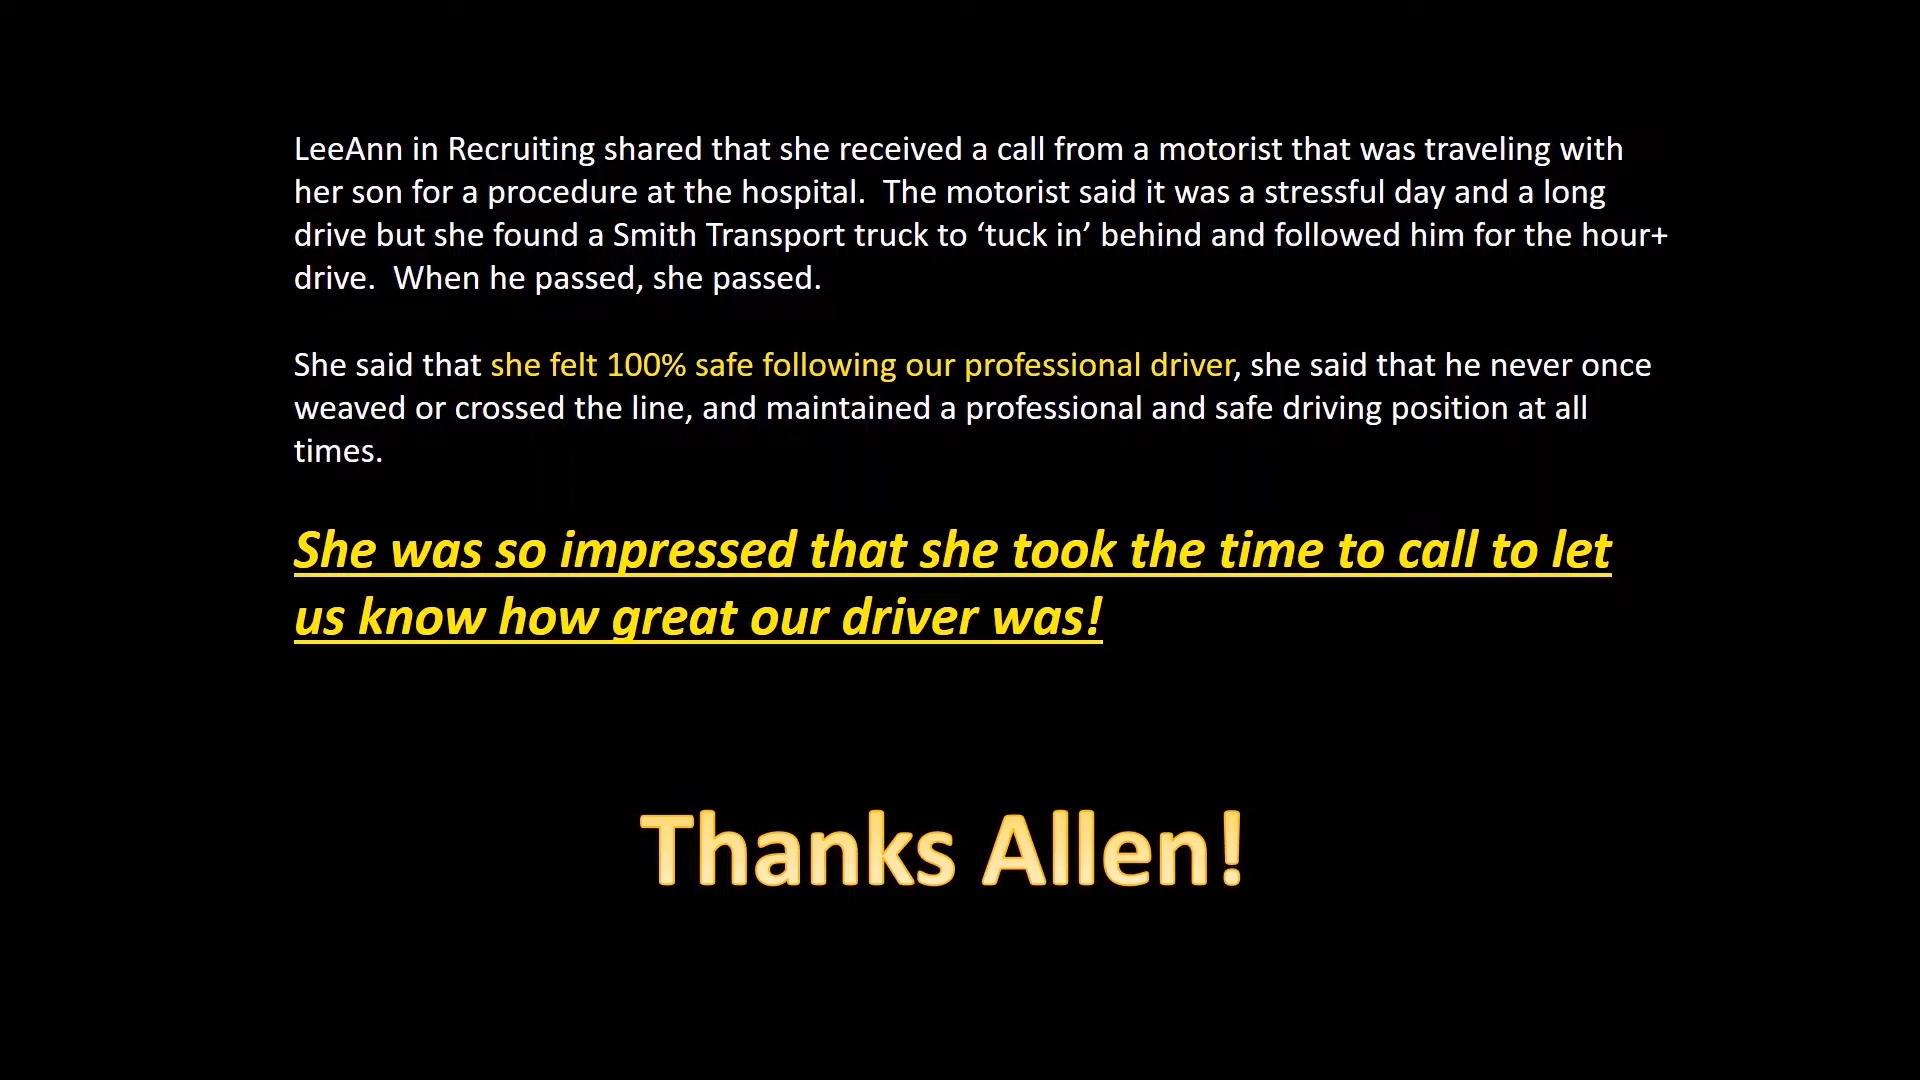 LeeAnn in Recruiting shared that she received a call from a motorist that was traveling with
her son for a procedure at the hospital.  The motorist said it was a stressful day and a long
drive but she found a Smith Transport truck to ‘tuck in’ behind and followed him for the hour+
drive.  When he passed, she passed.
She said that she felt 100% safe following our professional driver, she said that he never once
weaved or crossed the line, and maintained a professional and safe driving position at all
times.
She was so impressed that she took the time to call to let
us know how great our driver was!
Thanks Allen!